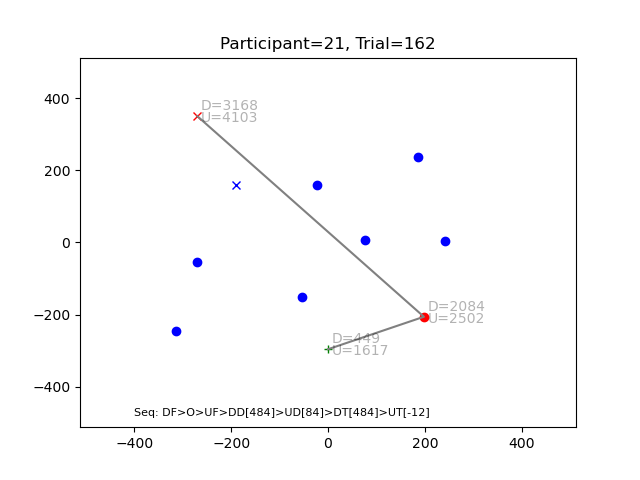 Participant=21, Trial=162
D=3168
U=4103
D=2084
U=2502
D=449
U=1617
Seq: DF>O>UF>DD[484]>UD[84]>DT[484]>UT[-12]
400
200
0
−200
−400
−400
−200
0
200
400